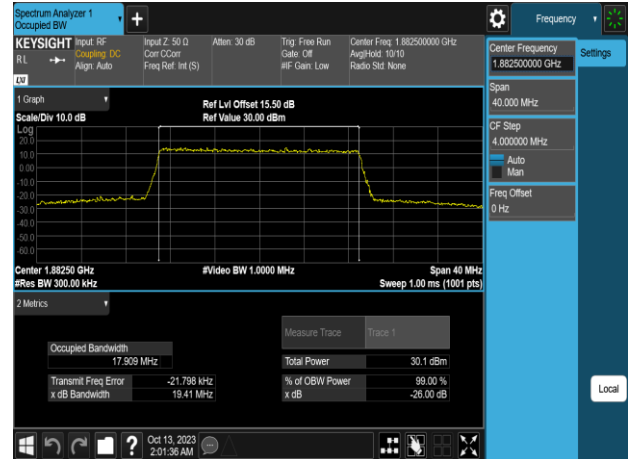 Spectrum Analyzer 1
Occupied BW
Frequency
KEYSIGHT
RL
LXI
Input: RF
Coupling: DC
Align: Auto
Input Z: 50 Ω
Corr CCorr
Freq Ref: Int (S)
Atten: 30 dB
Trig: Free Run
Gate: Off
#IF Gain: Low
Center Freq: 1.882500000 GHz
Avg|Hold: 10/10
Radio Std: None
Center Frequency
1.882500000 GHz
Settings
Span
40.000 MHz
CF Step
4.000000 MHz
Auto
Man
Freq Offset
0 Hz
1 Graph
Scale/Div 10.0 dB
Ref Lvl Offset 15.50 dB
Ref Value 30.00 dBm
Log
20.0
10.0
0.00
-10.0
-20.0
-30.0
-40.0
-50.0
-60.0
Center 1.88250 GHz
#Res BW 300.00 kHz
#Video BW 1.0000 MHz
Span 40 MHz
Sweep 1.00 ms (1001 pts)
2 Metrics
Measure Trace
Trace 1
Occupied Bandwidth
17.909 MHz
Total Power
30.1 dBm
Transmit Freq Error
-21.798 kHz
% of OBW Power
99.00 %
x dB Bandwidth
19.41 MHz
x dB
-26.00 dB
Local
?
Oct 13, 2023
2:01:36 AM